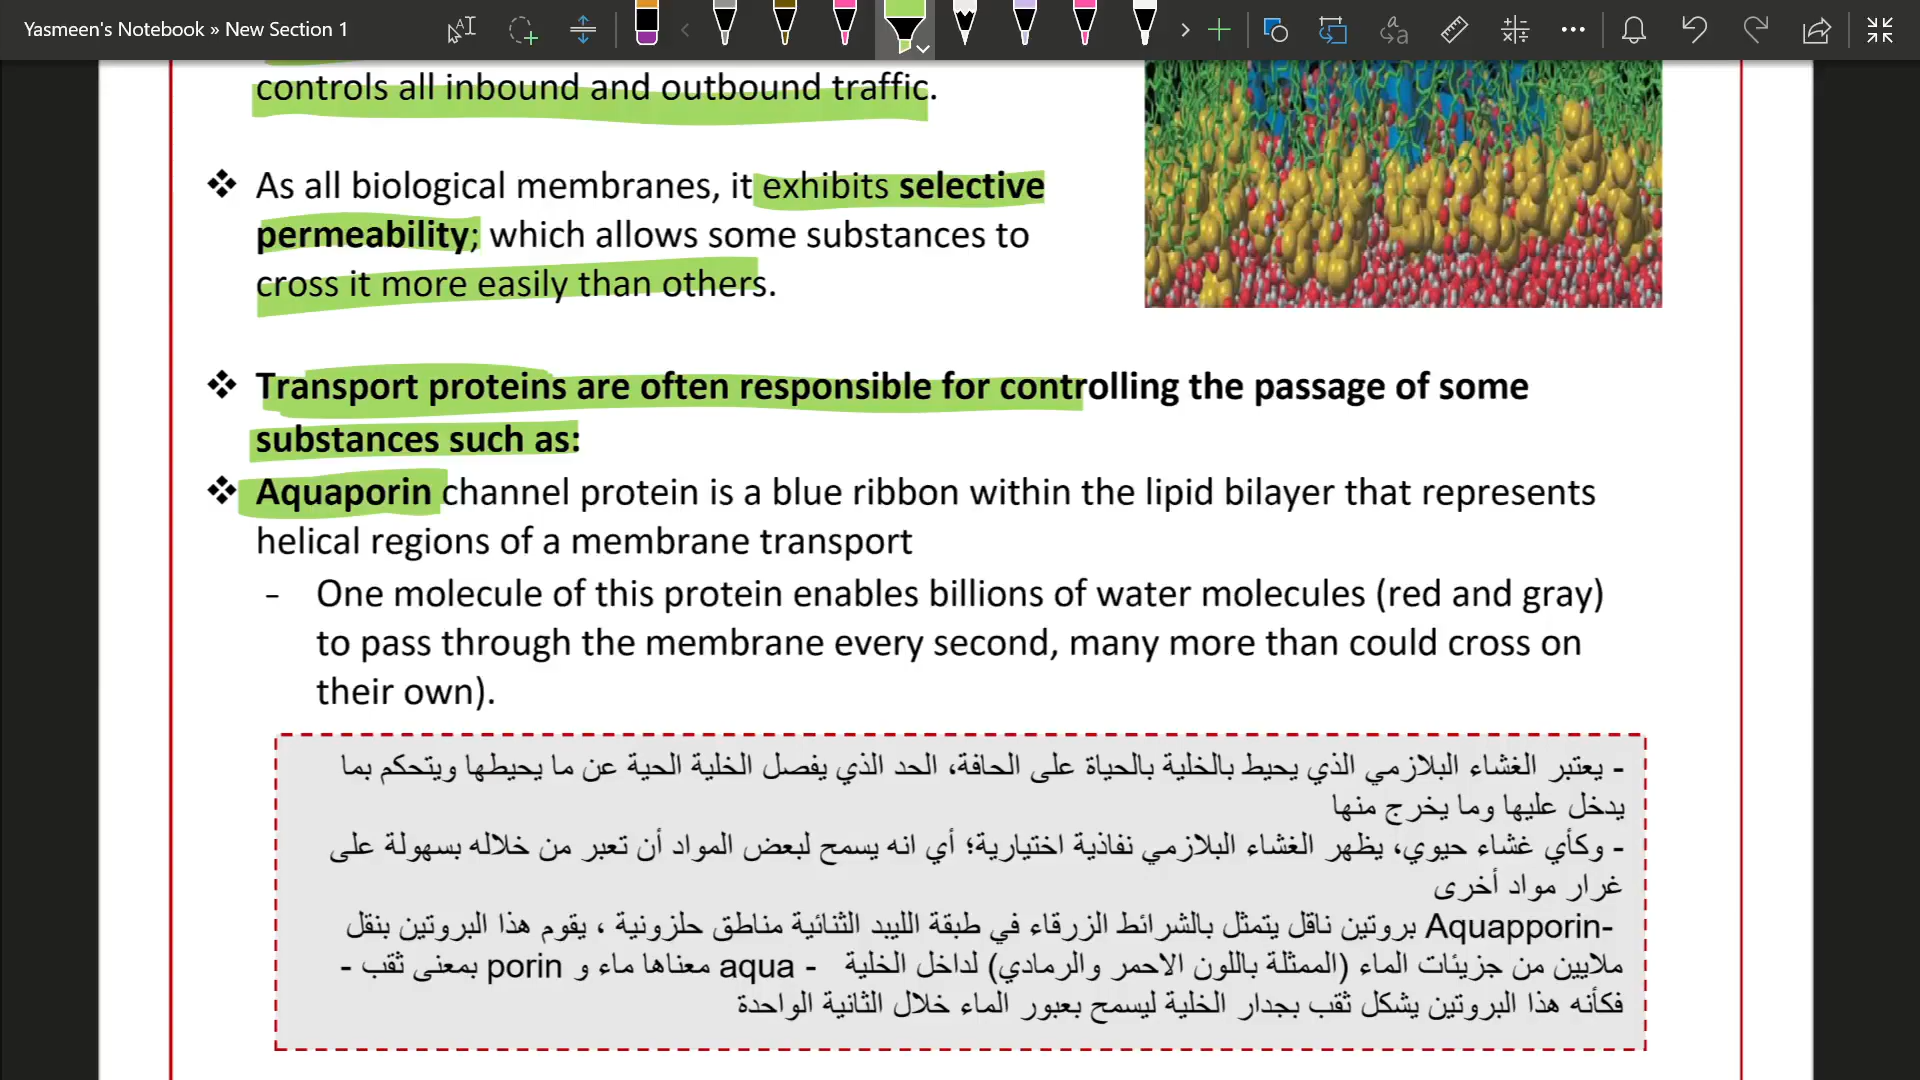 Yasmeen's Notebook » New Section 1
controls all inbound and outbound traffic.
❖ As all biological membranes, it exhibits selective
permeability; which allows some substances to
cross it more easily than others.
❖ Transport proteins are often responsible for controlling the passage of some
substances such as:
❖ Aquaporin channel protein is a blue ribbon within the lipid bilayer that represents
helical regions of a membrane transport
- One molecule of this protein enables billions of water molecules (red and gray)
to pass through the membrane every second, many more than could cross on
their own).
- يعتبر الغشاء البلازمي الذي يحيط بالخلية بالحياة على الحافة، الحد الذي يفصل الخلية الحية عن ما يحيطها ويتحكم بما
يدخل عليها وما يخرج منها
- وكأي غشاء حيوي، يظهر الغشاء البلازمي نفاذية اختيارية؛ أي انه يسمح لبعض المواد أن تعبر من خلاله بسهولة على
غرار مواد أخرى
-Aquapporin بروتين ناقل يتمثل بالشرائط الزرقاء في طبقة الليبد الثنائية مناطق حلزونية ، يقوم هذا البروتين بنقل
ملايين من جزيئات الماء (الممثلة باللون الاحمر والرمادي) لداخل الخلية - aqua معناها ماء و porin بمعنى ثقب -
فكأنه هذا البروتين يشكل ثقب بجدار الخلية ليسمح بعبور الماء خلال الثانية الواحدة